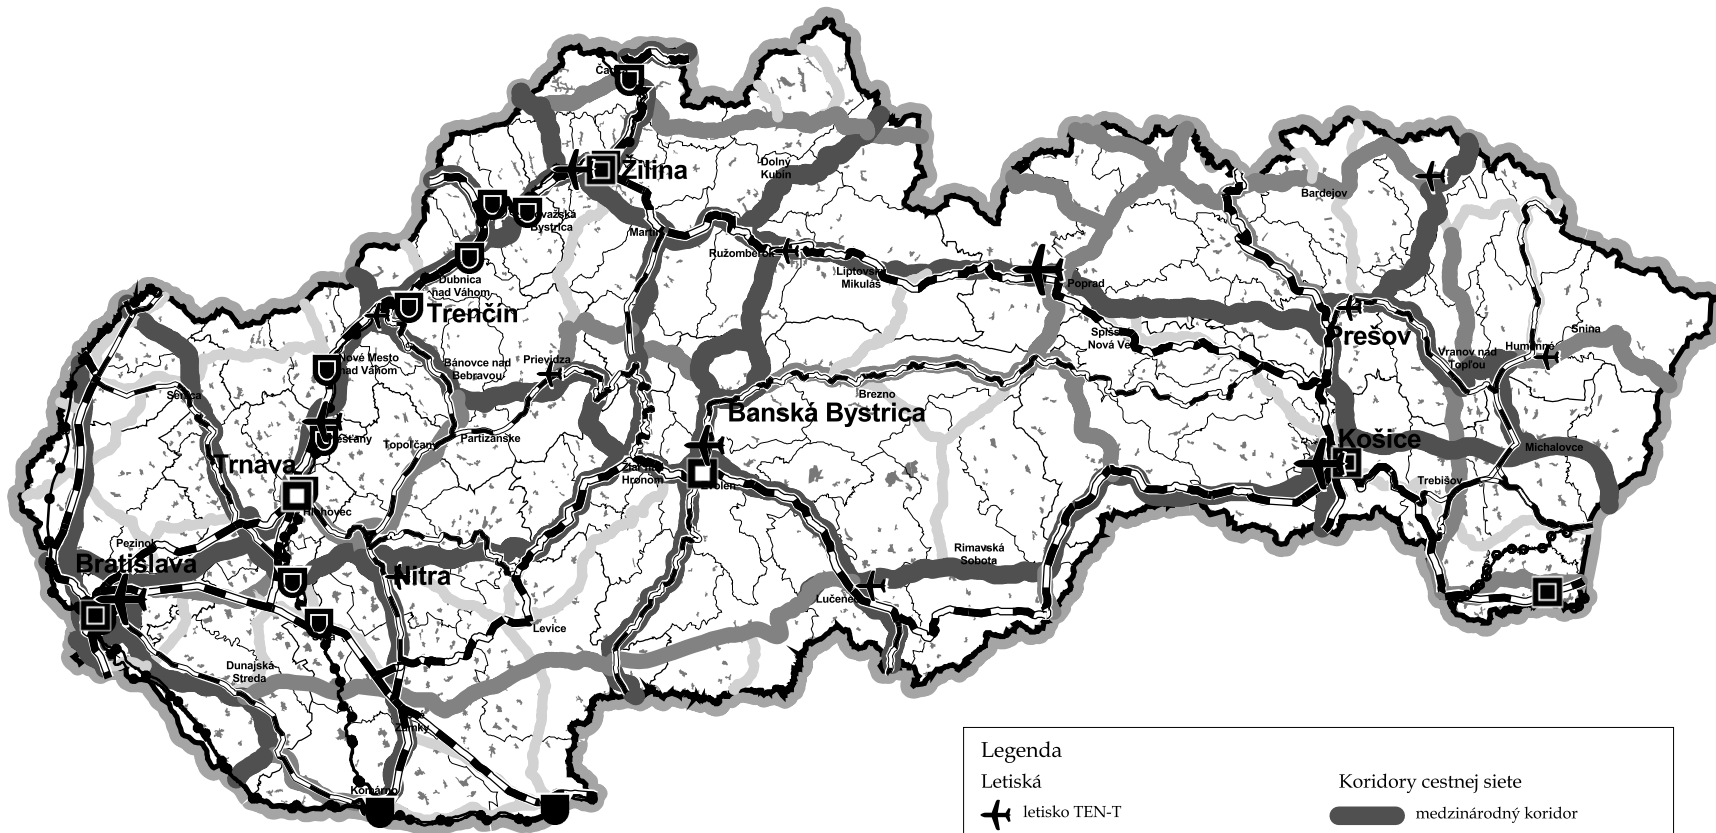 Žilina
Dolný
Kubín
Bardejov
Bystrica
Martin
Ružomberok
Liptovský
Mikuláš
Poprad
Dubnica
nad Váhom
Trenčín
Spišská
Nová Ves
Prešov
Snina
Humenné
Vranov nad
Topľou
Nové Mesto
nad Váhom
Bánovce nad
Bebravou
Prievidza
Senica
Brezno
Banská Bystrica
Topoľčany
Partizánske
Košice
Michalovce
Trnava
Žiar nad
Hronom
Zvolen
Trebišov
Hlohovec
Pezinok
Bratislava
Nitra
Rimavská
Sobota
Lučenec
Levice
Dunajská
Streda
Zámky
Komárno
Legenda
Letiská
Koridory cestnej siete
letisko TEN-T
medzinárodný koridor